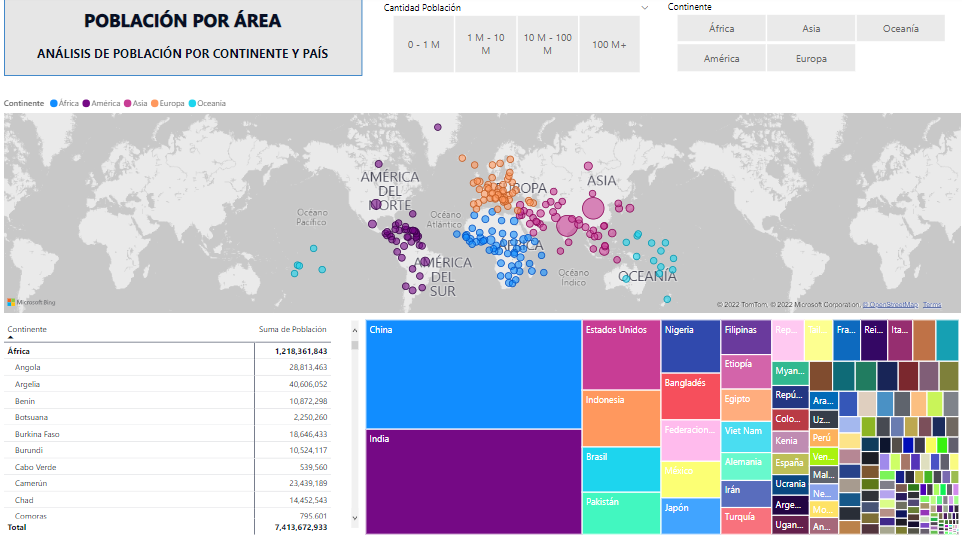 POBLACIÓN POR ÁREA
ANÁLISIS DE POBLACIÓN POR CONTINENTE Y PAÍS
Cantidad Población
0 - 1 M
1 M - 10
M
10 M - 100
M
100 M+
Continente
África
Asia
Oceanía
América
Europa
Continente África América Asia Europa Oceania
AMÉRICA
DEL
NORTE
Océano
Pacífico
Océano
Atlántico
EUROPA
ASIA
ÁFRICA
AMÉRICA
DEL
SUR
Océano
Índico
OCEANÍA
Microsoft Bing
© 2022 TomTom, © 2022 Microsoft Corporation, © OpenStreetMap Terms
Continente Suma de Población
África 1,218,361,843
Angola 28,813,463
Argelia 40,606,052
Benin 10,872,298
Botsuana 2,250,260
Burkina Faso 18,646,433
Burundi 10,524,117
Cabo Verde 539,560
Camerún 23,439,189
Chad 14,452,543
Comoras 795,601
Total 7,413,672,933
China
India
Estados Unidos
Indonesia
Brasil
Pakistán
Nigeria
Bangladés
Federacion...
México
Japón
Filipinas
Etiopía
Egipto
Viet Nam
Alemania
Irán
Turquía
Rep...
Myan...
Repú...
Colo...
Kenia
España
Ucrania
Arge...
Ugan...
Fra...
Rei...
Ita...
Ara...
Uz...
Perú
Ven...
Mal...
Ne...
Mo...
An...